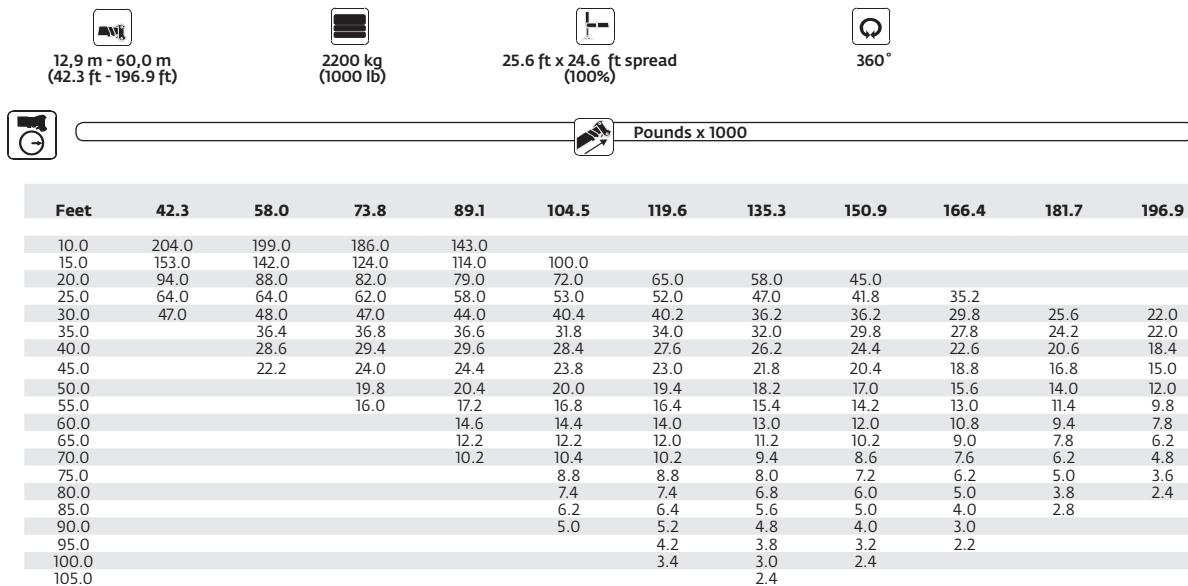 12,9 m - 60,0 m 2200 kg 25.6 ft x 24.6 ft spread 360°
(42.3 ft - 196.9 ft) (1000 lb) (100%)
Pounds x 1000
Feet 42.3 58.0 73.8 89.1 104.5 119.6 135.3 150.9 166.4 181.7 196.9
10.0 204.0 199.0 186.0 143.0
15.0 153.0 142.0 124.0 114.0 100.0
20.0 94.0 88.0 82.0 79.0 72.0 65.0 58.0 45.0
25.0 64.0 64.0 62.0 58.0 53.0 52.0 47.0 41.8 35.2
30.0 47.0 48.0 47.0 44.0 40.4 40.2 36.2 36.2 29.8 25.6 22.0
35.0 36.4 36.8 36.6 31.8 34.0 32.0 29.8 27.8 24.2 22.0
40.0 28.6 29.4 29.6 28.4 27.6 26.2 24.4 22.6 20.6 18.4
45.0 22.2 24.0 24.4 23.8 23.0 21.8 20.4 18.8 16.8 15.0
50.0 19.8 20.4 20.0 19.4 18.2 17.0 15.6 14.0 12.0
55.0 16.0 17.2 16.8 16.4 15.4 14.2 13.0 11.4 9.8
60.0 14.6 14.4 14.0 13.0 12.0 10.8 9.4 7.8
65.0 12.2 12.2 12.0 11.2 10.2 9.0 7.8 6.2
70.0 10.2 10.4 10.2 9.4 8.6 7.6 6.2 4.8
75.0 8.8 8.8 8.0 7.2 6.2 5.0 3.6
80.0 7.4 7.4 6.8 6.0 5.0 3.8 2.4
85.0 6.2 6.4 5.6 5.0 4.0 2.8
90.0 5.0 5.2 4.8 4.0 3.0
95.0 4.2 3.8 3.2 2.2
100.0 3.4 3.0 2.4
105.0 2.4